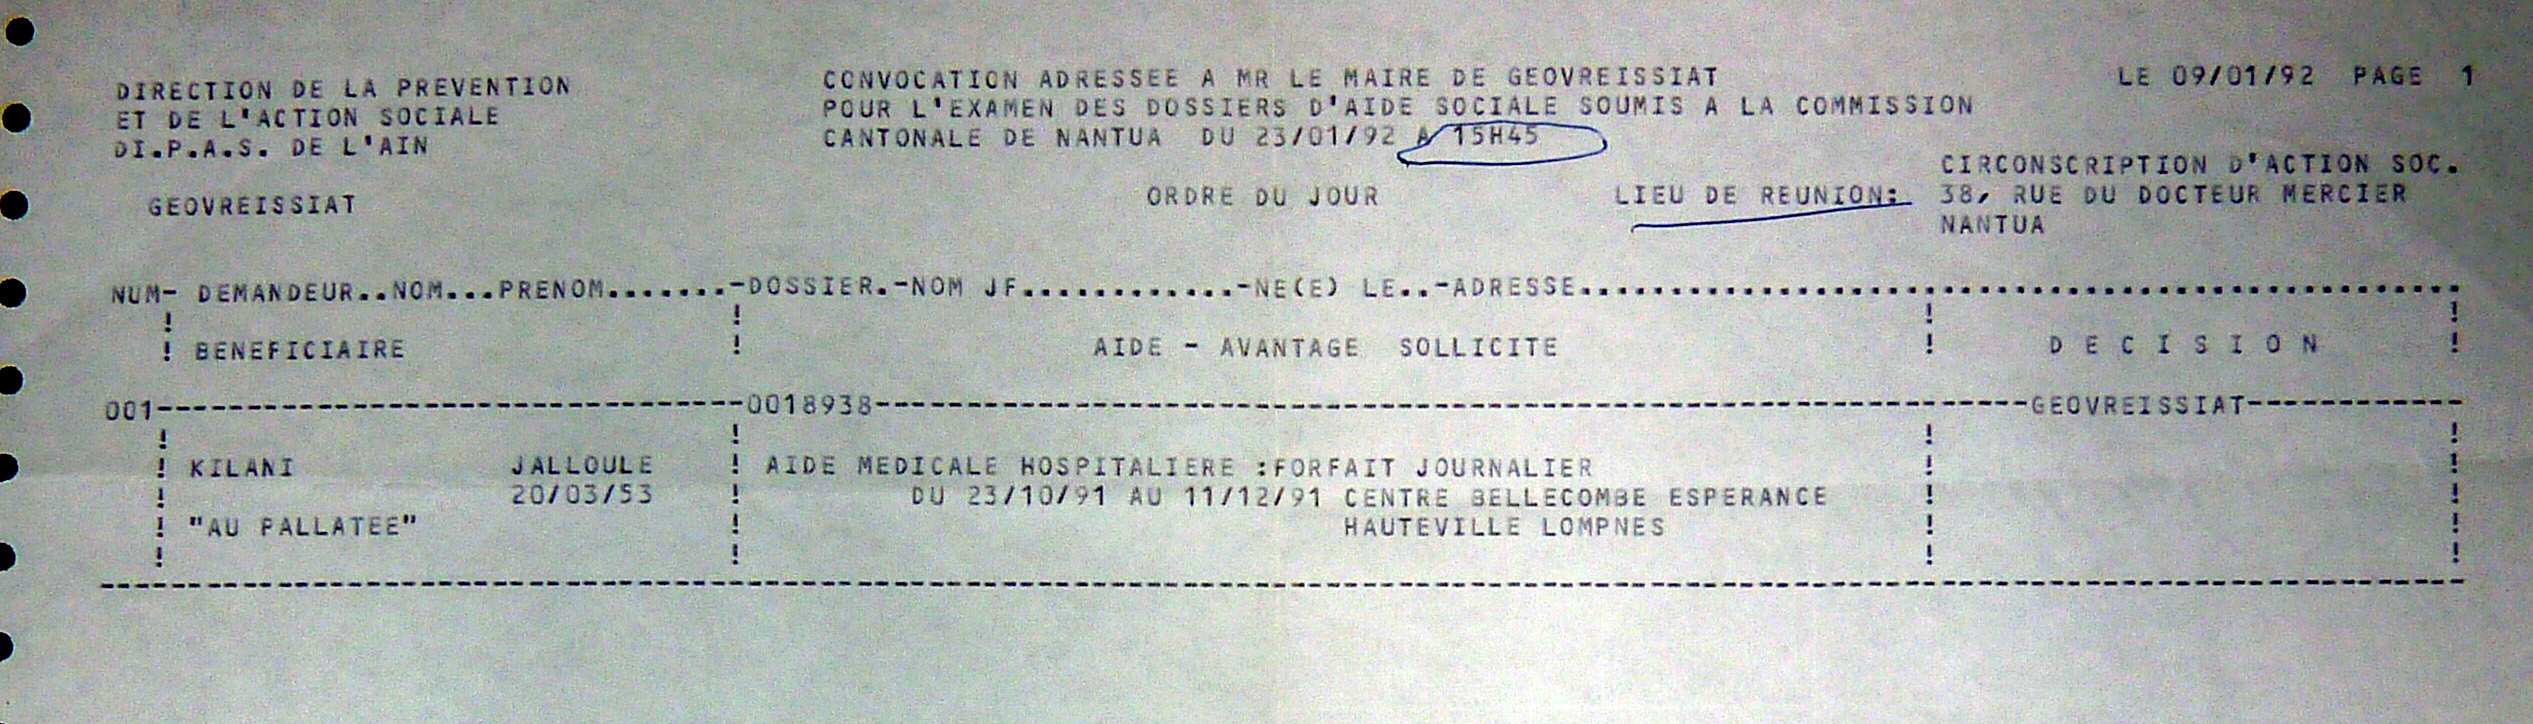 DIRECTION DE LA PREVENTION
ET DE L'ACTION SOCIALE
DI.P.A.S. DE L'AIN
GEOVREISSIAT
CONVOCATION ADRESSEE A MR LE MAIRE DE GEOVREISSIAT
POUR L'EXAMEN DES DOSSIERS D'AIDE SOCIALE SOUMIS A LA COMMISSION
CANTONALE DE NANTUA DU 23/01/92 A 15H45
ORDRE DU JOUR
LE 09/01/92 PAGE 1
LIEU DE REUNION:
CIRCONSCRIPTION D'ACTION SOC.
38, RUE DU DOCTEUR MERCIER
NANTUA
NUM- DEMANDEUR..NOM...PRENOM.......-DOSSIER.-NOM JF............-NE(E) LE..-ADRESSE.................................................
! BENEFICIAIRE ! AIDE - AVANTAGE SOLLICITE ! D E C I S I O N !
001---------------------------------0018938----------------------------------------------------------------GEOVREISSIAT------------
! KILANI JALLOULE ! AIDE MEDICALE HOSPITALIERE :FORFAIT JOURNALIER ! !
! 20/03/53 ! DU 23/10/91 AU 11/12/91 CENTRE BELLECOMBE ESPERANCE ! !
! "AU PALLATEE" ! HAUTEVILLE LOMPNES ! !